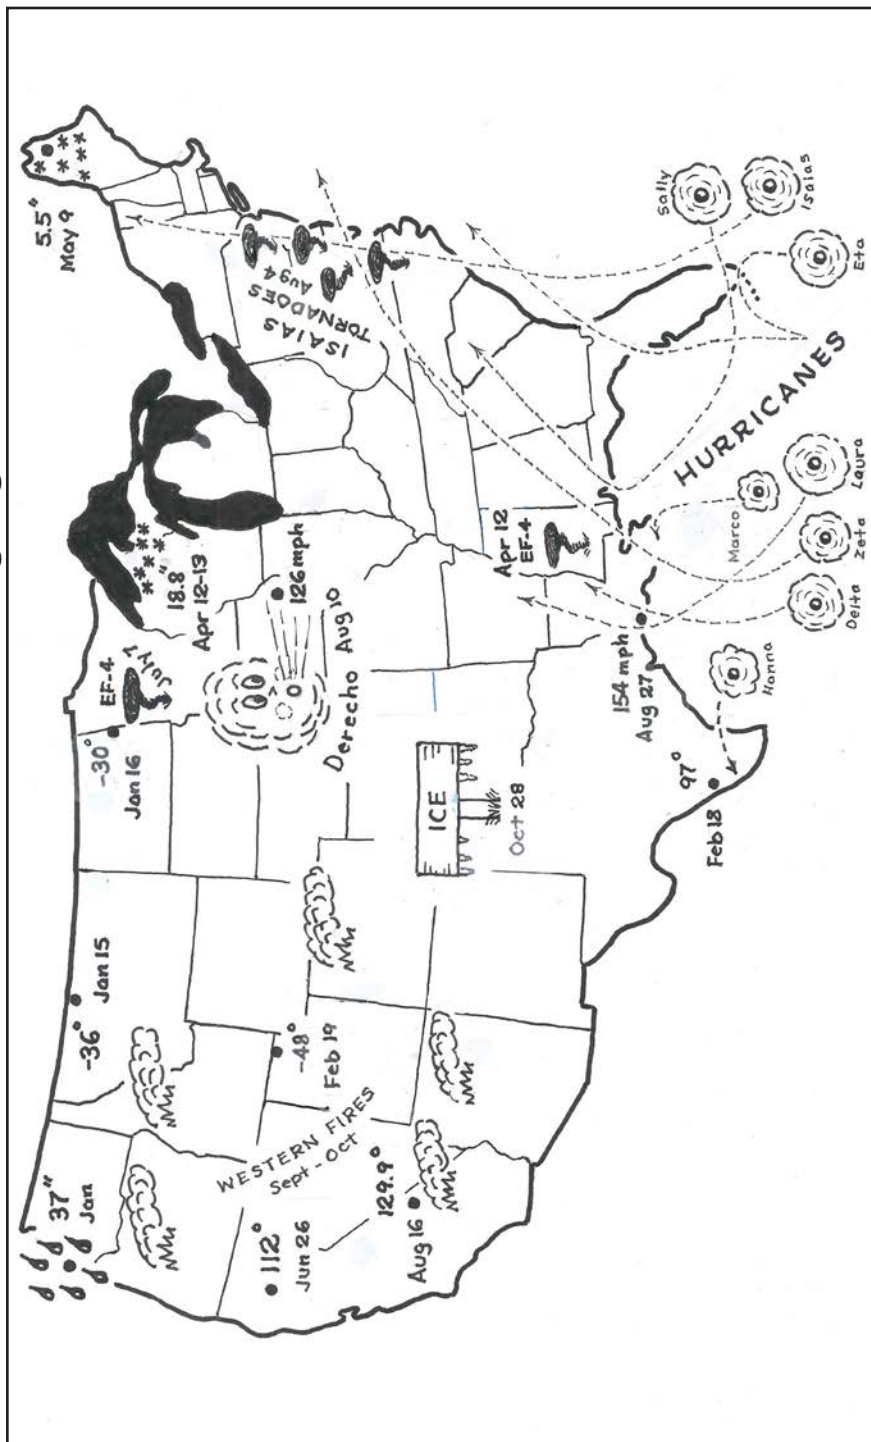 37"
Jan
-36°
Jan 15
-30°
Jan 16
EF-4
July 7
18.8"
Apr 12-13
5.5"
May 9
WESTERN FIRES
Sept - Oct
112°
Jun 26
129.9°
Aug 16
-48°
Feb 19
Derecho Aug 10
126 mph
ISAIAS
TORNADOES
Aug 4
ICE
Oct 28
Apr 12
EF-4
97°
Feb 18
154 mph
Aug 27
HURRICANES
Hanna
Delta
Zeta
Laura
Marco
Eta
Sally
Isaias